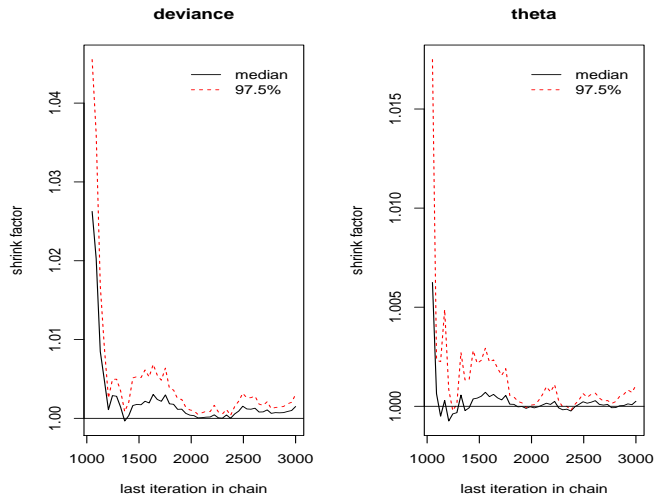 deviance
median
97.5%
shrink factor
1.00
1.01
1.02
1.03
1.04
1000
1500
2000
2500
3000
last iteration in chain
theta
median
97.5%
shrink factor
1.000
1.005
1.010
1.015
1000
1500
2000
2500
3000
last iteration in chain